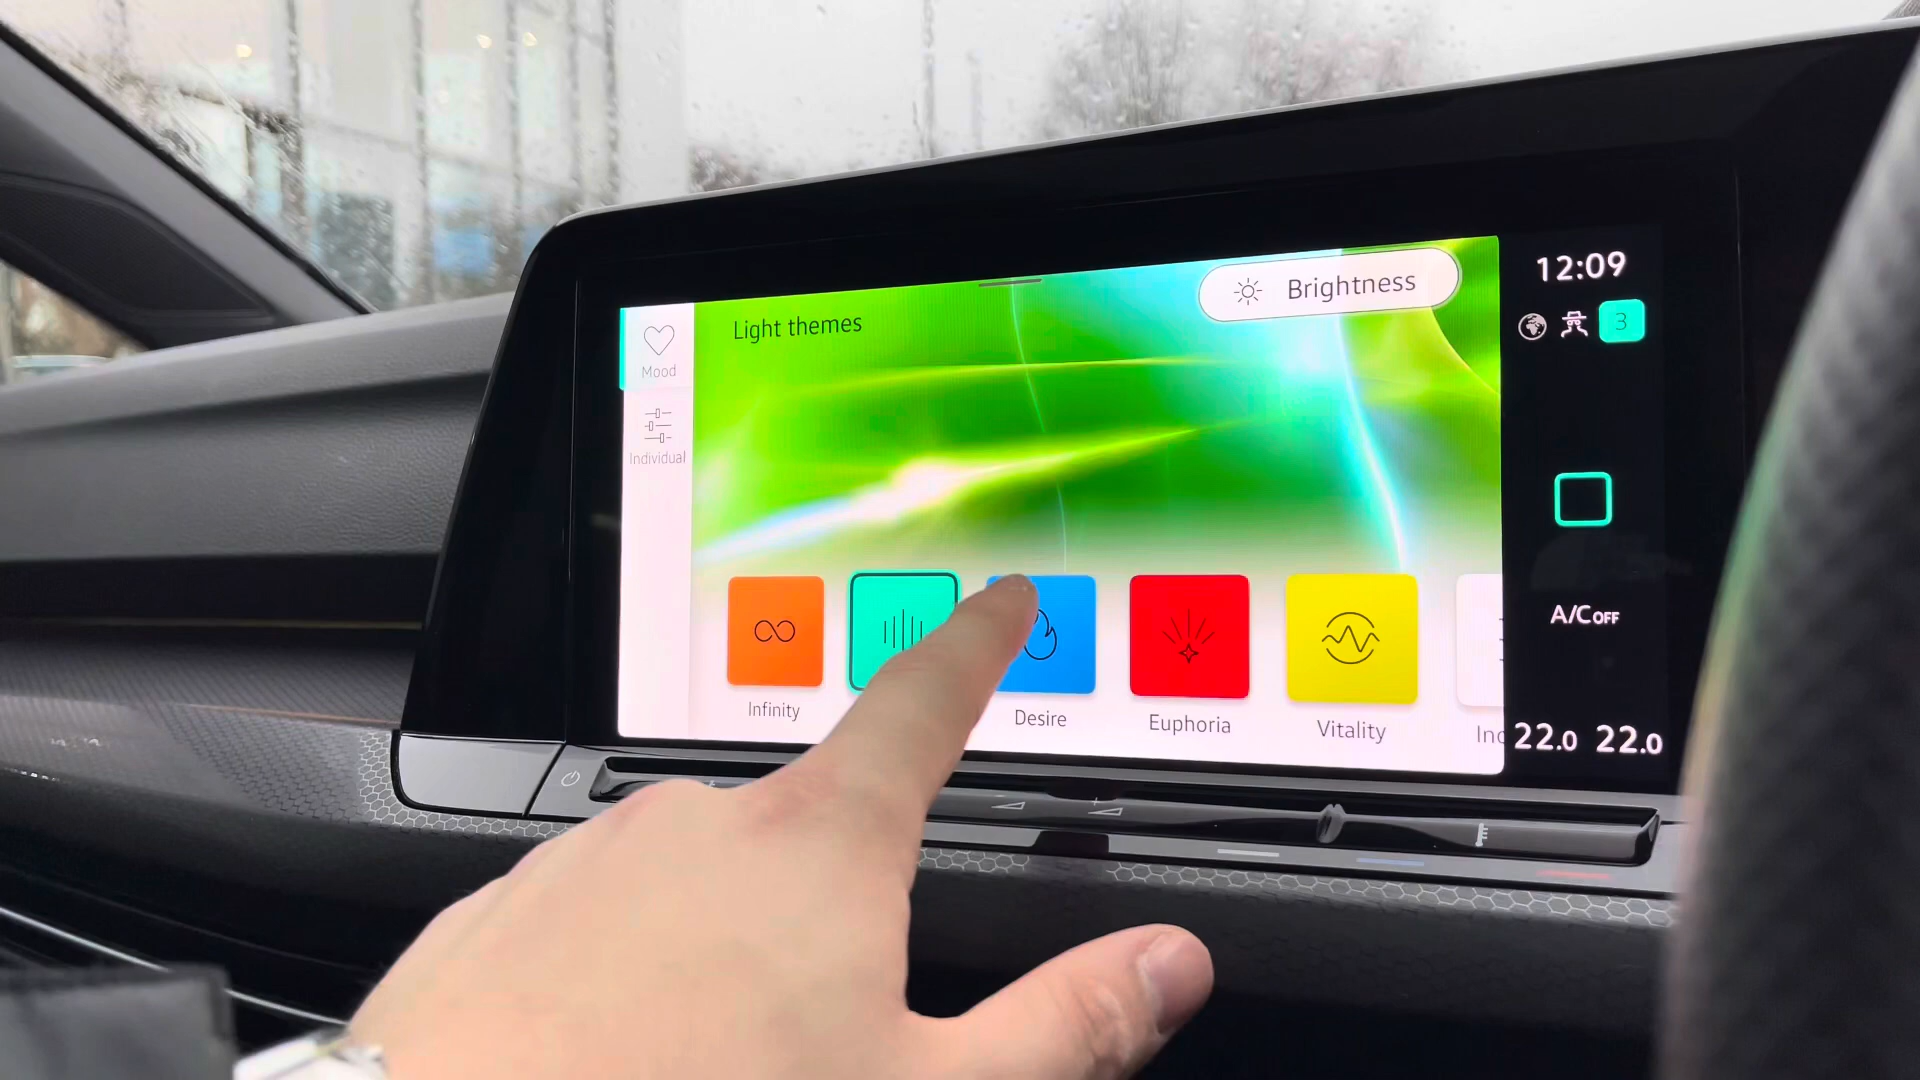 Light themes
Brightness
Mood
Individual
Infinity
Desire
Euphoria
Vitality
12:09
3
A/C OFF
22.0 22.0